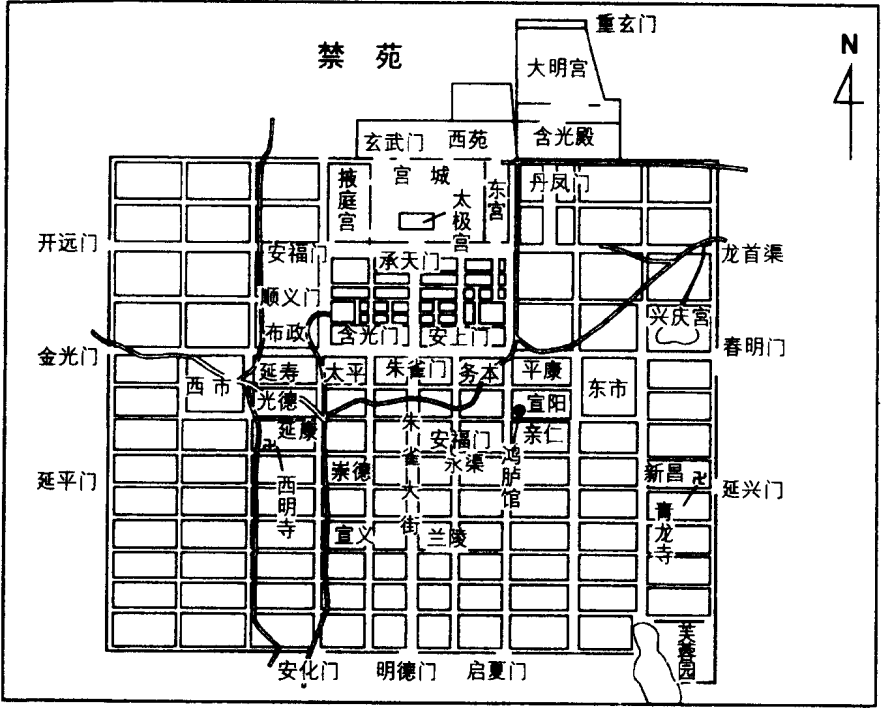 重玄门
禁 苑
N
大明宫
玄武门
西苑
含光殿
掖庭宫
宫 城
东宫
丹凤门
太极宫
开远门
安福门
承天门
龙首渠
顺义门
兴庆宫
布政
含光门
安上门
金光门
春明门
延寿
太平
朱雀门
务本
平康
西市
东市
光德
宣阳
延康
朱雀大街
安福门
亲仁
永渠
鸿胪馆
崇德
新昌
卍
卍
延平门
延兴门
西明寺
青龙寺
宣义
兰陵
芙蓉园
安化门
明德门
启夏门